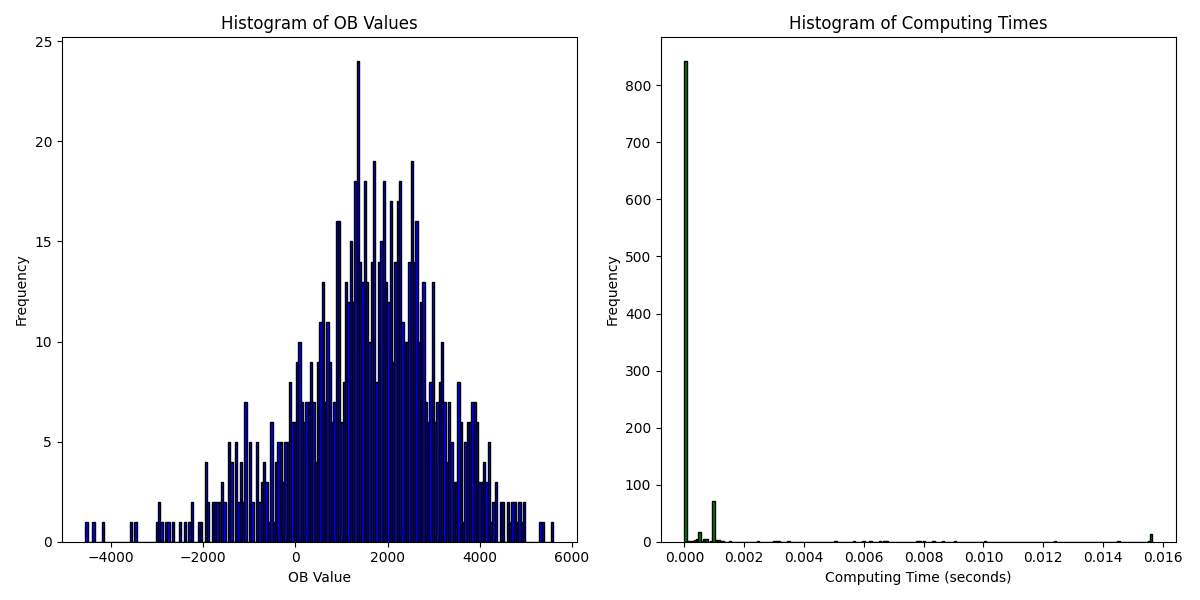 Histogram of OB Values
Frequency
25
20
15
10
5
0
−4000 −2000 0 2000 4000 6000
OB Value
Histogram of Computing Times
Frequency
800
700
600
500
400
300
200
100
0
0.000 0.002 0.004 0.006 0.008 0.010 0.012 0.014 0.016
Computing Time (seconds)